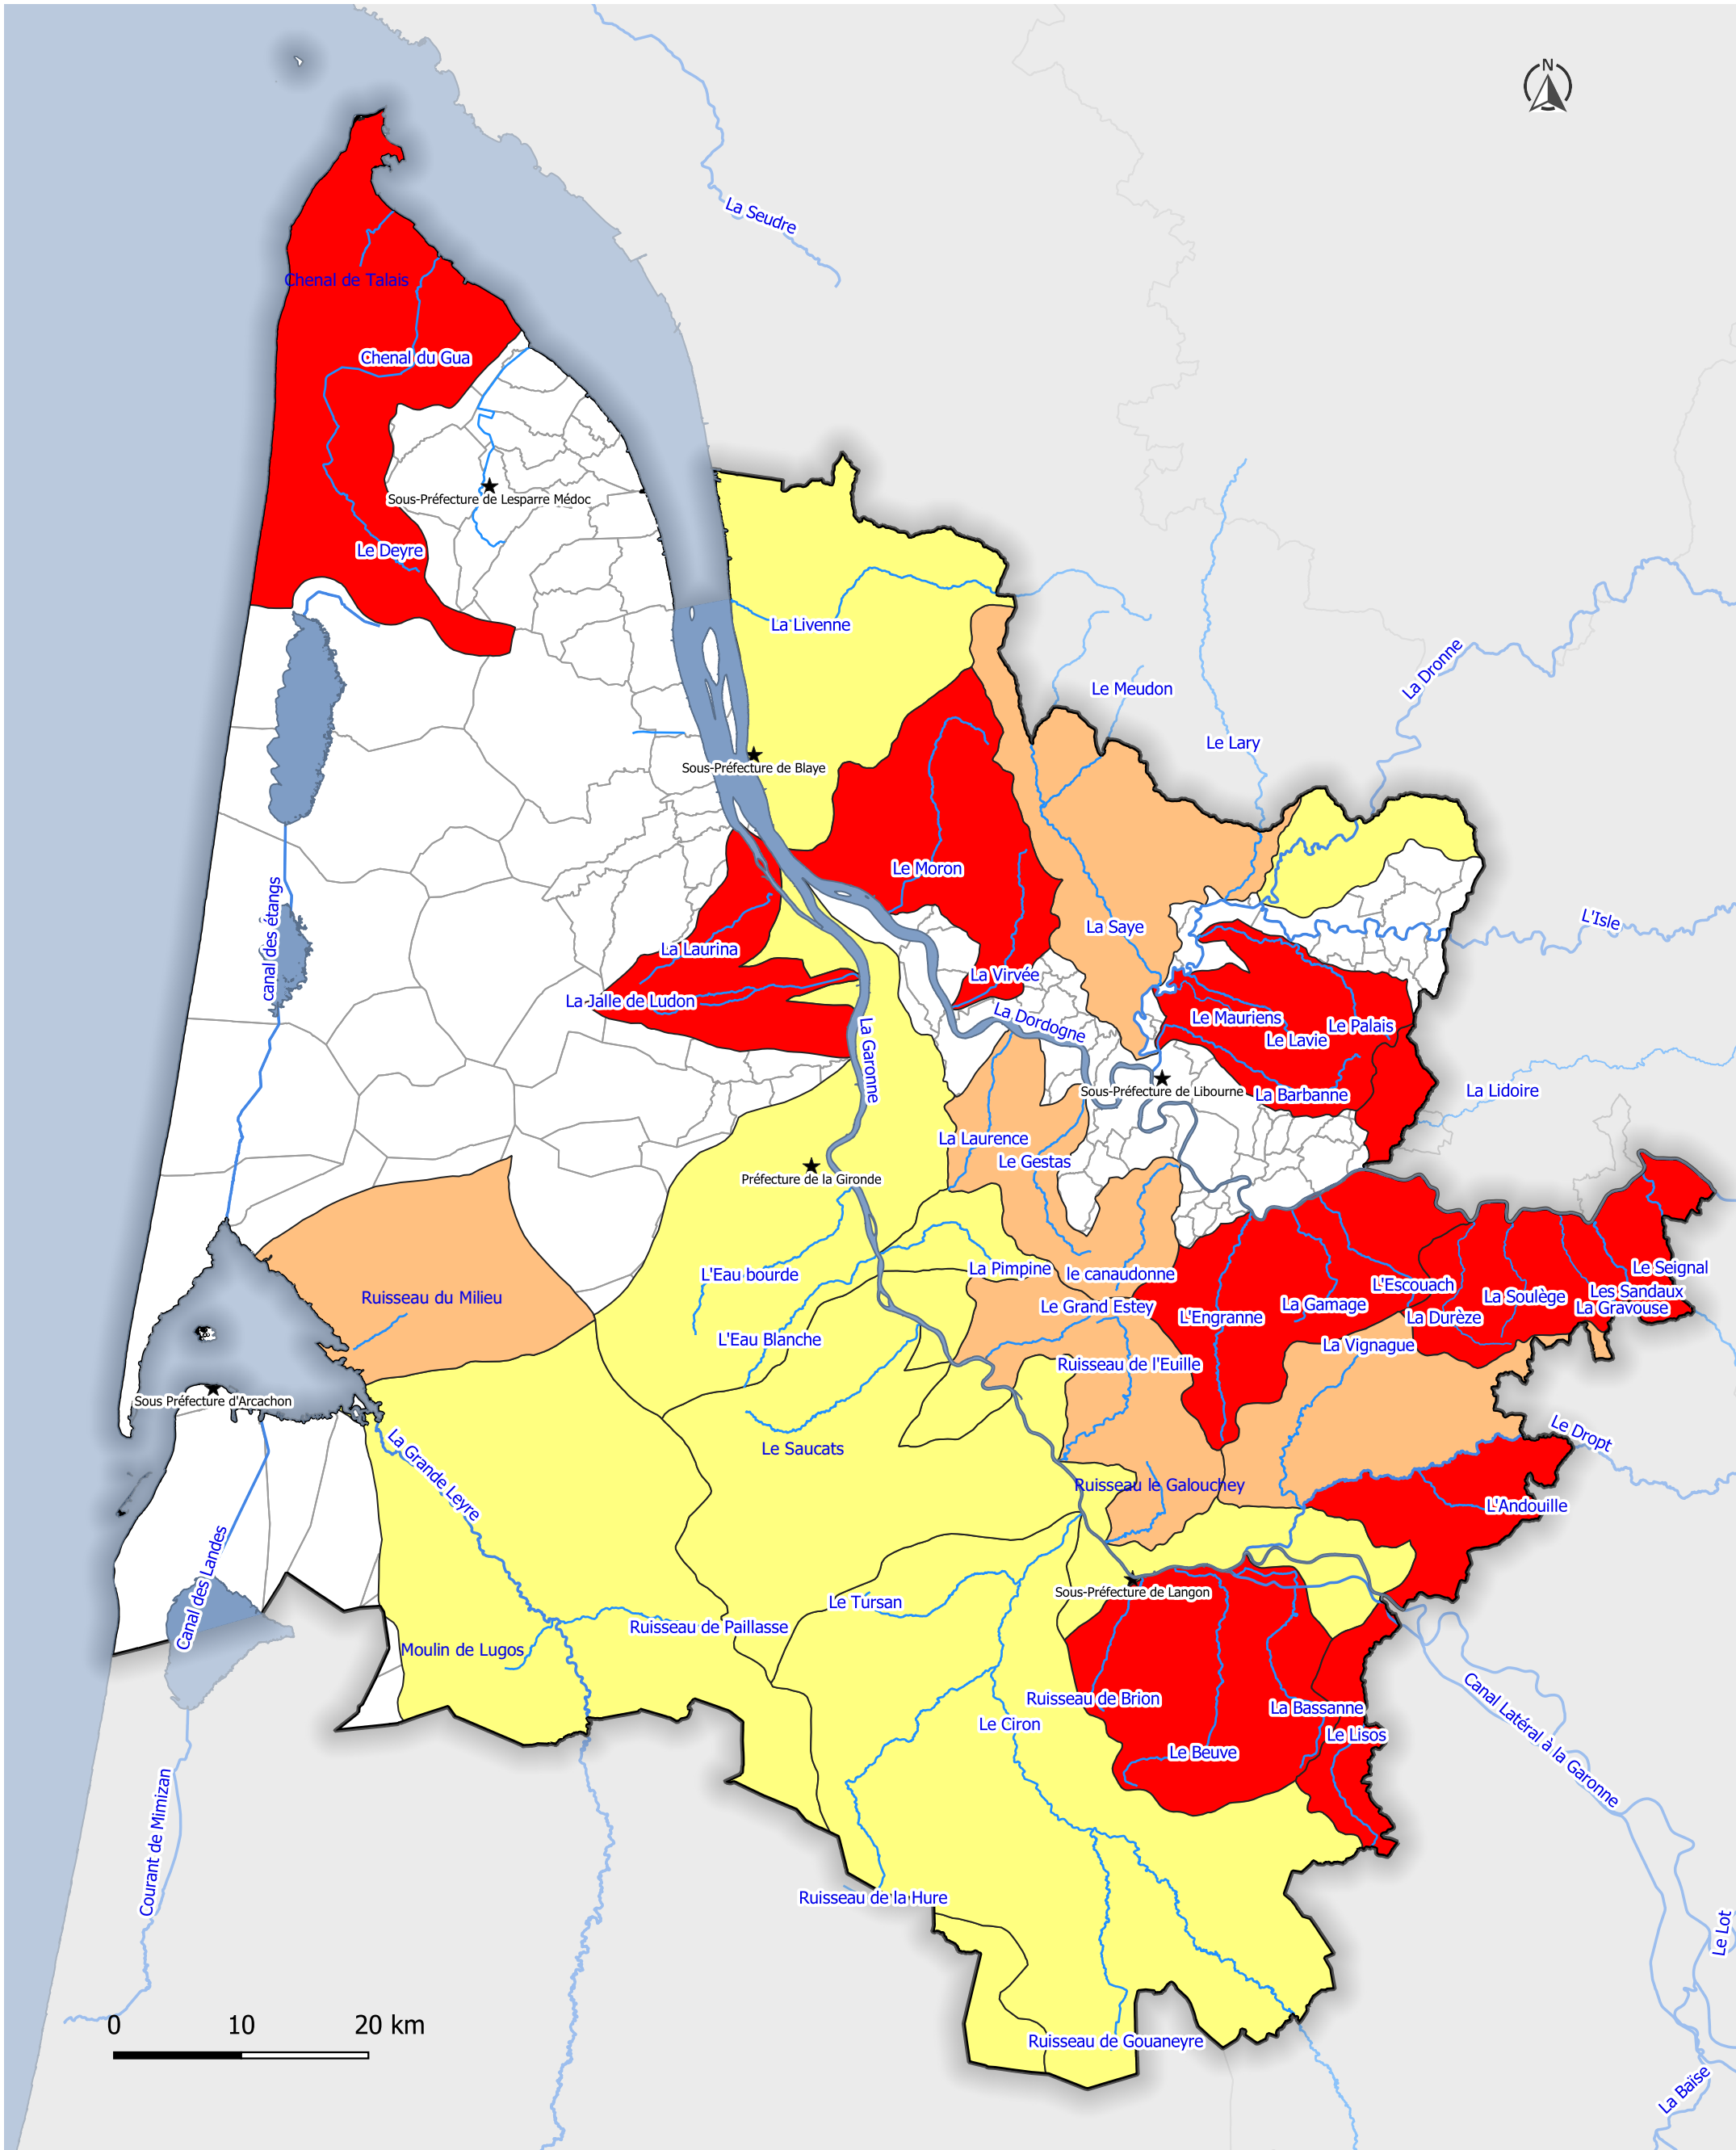 N
La Seudre
Chenal de Talais
Chenal du Gua
Sous-Préfecture de Lesparre Médoc
Le Deyre
La Livenne
La Dronne
Le Meudon
Le Lary
Sous-Préfecture de Blaye
Le Moron
canal des étangs
La Saye
L'Isle
La Laurina
La Virvée
La Jalle de Ludon
La Dordogne
Le Mauriens
Le Palais
Le Lavie
La Garonne
Sous-Préfecture de Libourne
La Barbanne
La Lidoire
La Laurence
Le Gestas
Préfecture de la Gironde
La Pimpine
le canaudonne
L'Eau bourde
Le Seignal
L'Escouach
Les Sandaux
La Soulège
Ruisseau du Milieu
Le Grand Estey
La Gamage
La Gravouse
L'Engranne
La Durèze
L'Eau Blanche
La Vignague
Ruisseau de l'Euille
Sous Préfecture d'Arcachon
Le Dropt
Le Saucats
La Grande Leyre
Ruisseau le Galouchey
L'Andouille
Canal des Landes
Sous-Préfecture de Langon
Le Tursan
Ruisseau de Paillasse
Moulin de Lugos
Ruisseau de Brion
La Bassanne
Le Ciron
Le Lisos
Canal Latéral à la Garonne
Le Beuve
Courant de Mimizan
Ruisseau de la Hure
Le Lot
0 10 20 km
Ruisseau de Gouaneyre
La Baïse